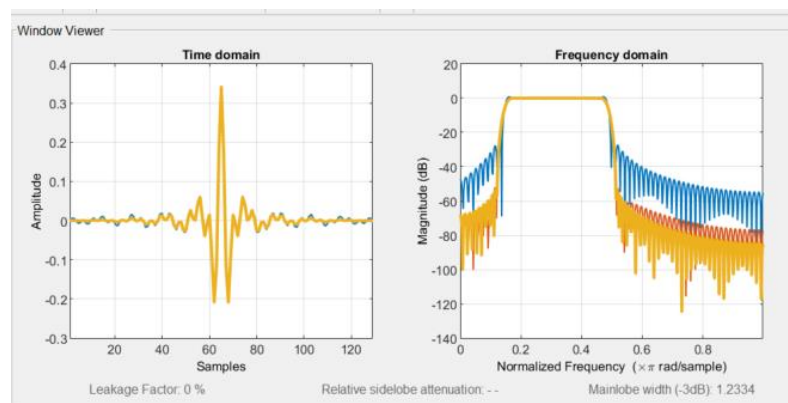 Window Viewer
Time domain
0.4
0.3
0.2
0.1
0
-0.1
-0.2
-0.3
Amplitude
20 40 60 80 100 120
Samples
Frequency domain
20
0
-20
-40
-60
-80
-100
-120
-140
Magnitude (dB)
0 0.2 0.4 0.6 0.8
Normalized Frequency (×π rad/sample)
Leakage Factor: 0 % Relative sidelobe attenuation: - - Mainlobe width (-3dB): 1.2334